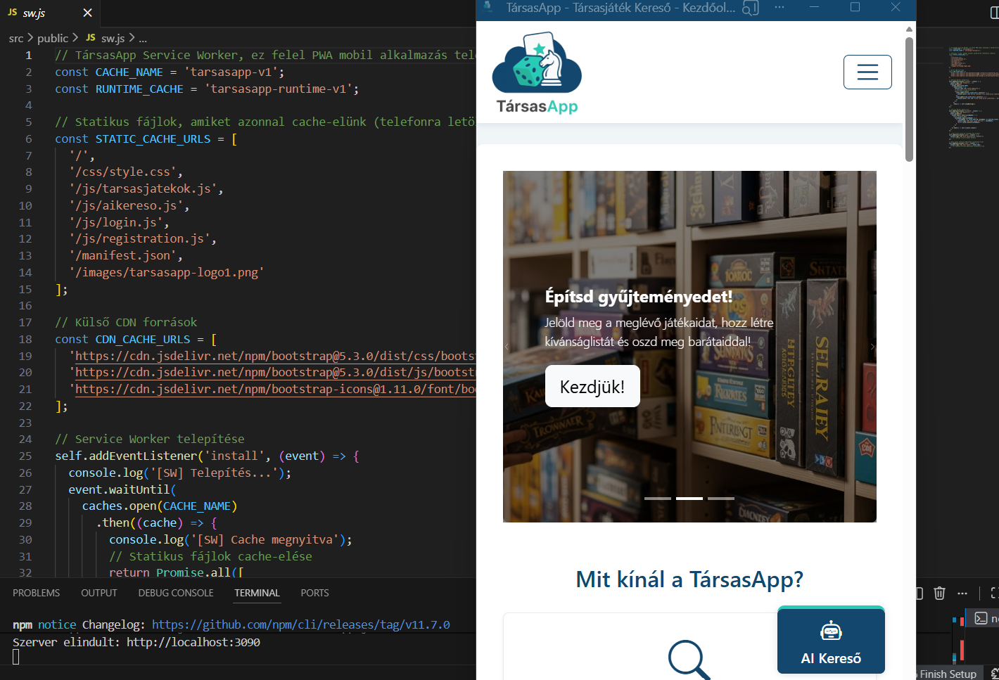 JS sw.js
src > public > JS sw.js > ...
1 // TársasApp Service Worker, ez felel PWA mobil alkalmazás tele
2 const CACHE_NAME = 'tarsasapp-v1';
3 const RUNTIME_CACHE = 'tarsasapp-runtime-v1';
4
5 // Statikus fájlok, amiket azonnal cache-elünk (telefonra letö
6 const STATIC_CACHE_URLS = [
7 '/',
8 '/css/style.css',
9 '/js/tarsasjatekok.js',
10 '/js/aikereso.js',
11 '/js/login.js',
12 '/js/registration.js',
13 '/manifest.json',
14 '/images/tarsasapp-logo1.png'
15 ];
16
17 // Külső CDN források
18 const CDN_CACHE_URLS = [
19 'https://cdn.jsdelivr.net/npm/bootstrap@5.3.0/dist/css/bootst
20 'https://cdn.jsdelivr.net/npm/bootstrap@5.3.0/dist/js/bootstr
21 'https://cdn.jsdelivr.net/npm/bootstrap-icons@1.11.0/font/boo
22 ];
23
24 // Service Worker telepítése
25 self.addEventListener('install', (event) => {
26 console.log('[SW] Telepítés...');
27 event.waitUntil(
28 caches.open(CACHE_NAME)
29 .then((cache) => {
30 console.log('[SW] Cache megnyitva');
31 // Statikus fájlok cache-elése
32 return Promise.all([
PROBLEMS OUTPUT DEBUG CONSOLE TERMINAL PORTS
npm notice Changelog: https://github.com/npm/cli/releases/tag/v11.7.0
Szerver elindult: http://localhost:3090
TársasApp - Társasjáték Kereső - Kezdőol...
TársasApp
Építsd gyűjteményedet!
Jelöld meg a meglévő játékaidat, hozz létre
kívánságlistát és oszd meg barátaiddal!
Kezdjük!
SELRAIEY
Mit kínál a TársasApp?
AI Kereső
Finish Setup